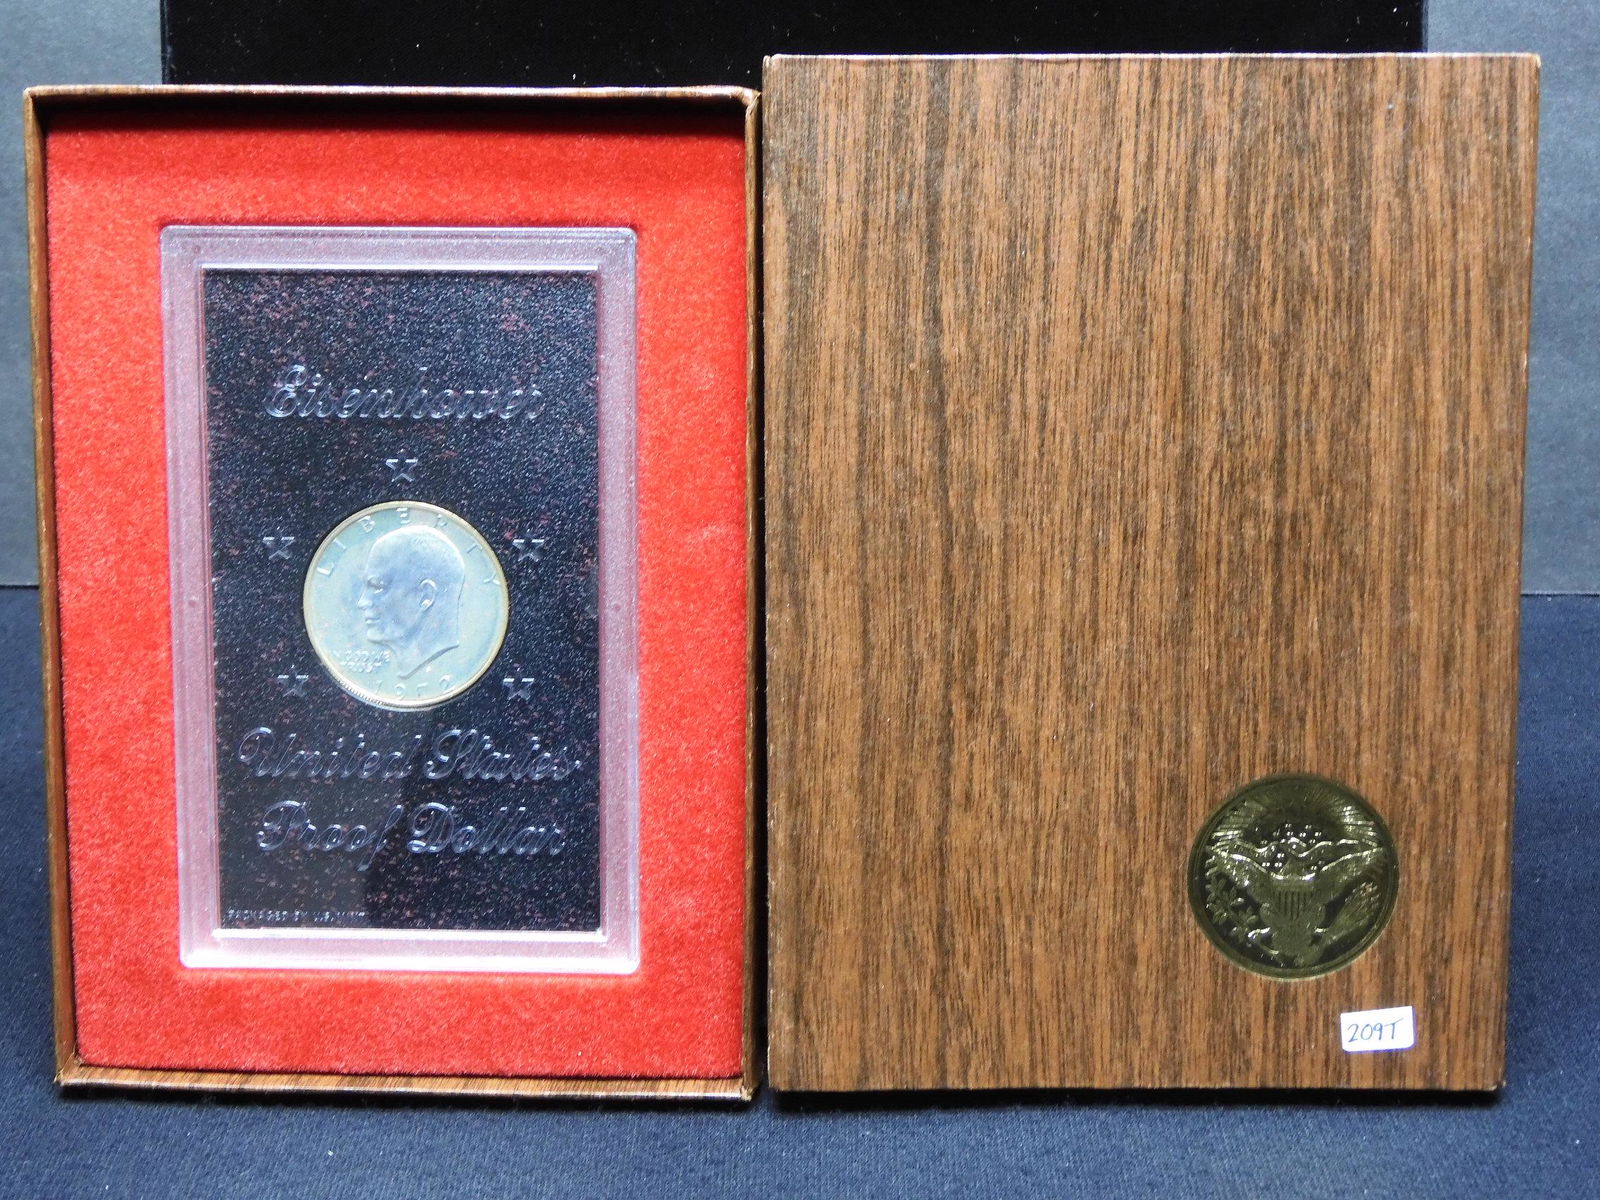 Eisenhower
LIBERTY
IN GOD WE
TRUST
1972
United States
Proof Dollar
PACKAGED BY U.S. MINT
209T